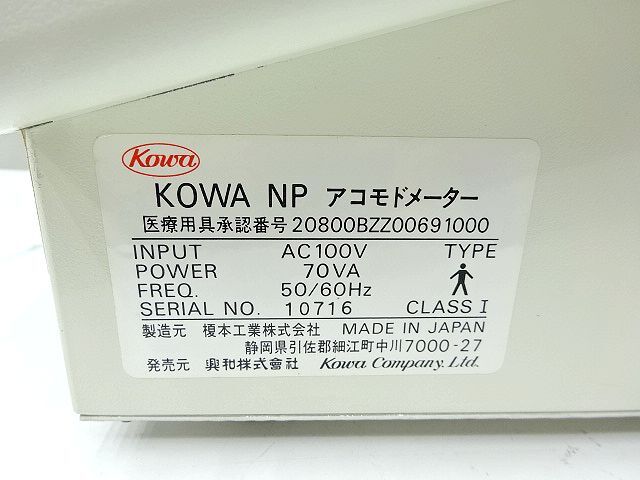 Kowa
KOWA NP アコモドメーター
医療用具承認番号 20800BZZ00691000
INPUT AC100V TYPE
POWER 70VA
FREQ. 50/60Hz
SERIAL NO. 10716 CLASS I
製造元 榎本工業株式会社 MADE IN JAPAN
静岡県引佐郡細江町中川7000-27
発売元 興和株式會社 Kowa Company. Ltd.